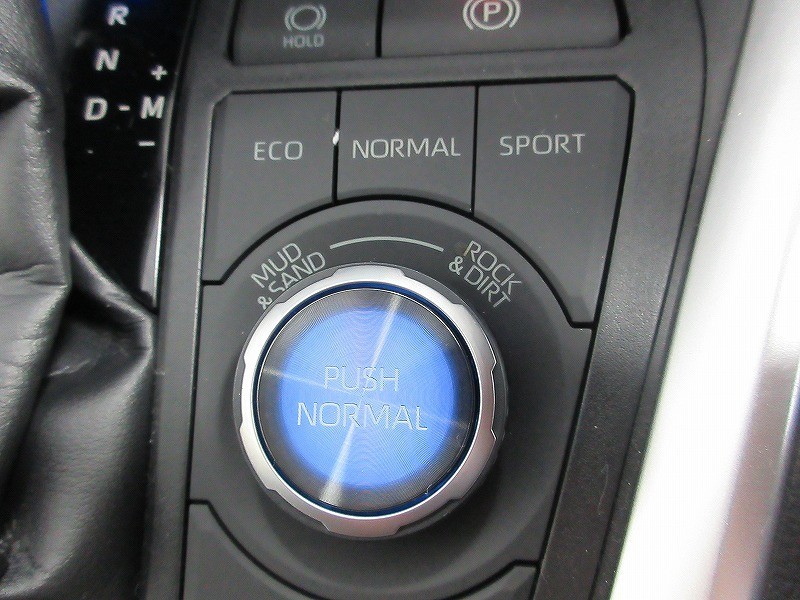 R
N
+
D - M
-
HOLD
(P)
ECO
NORMAL
SPORT
MUD
& SAND
ROCK
& DIRT
PUSH
NORMAL